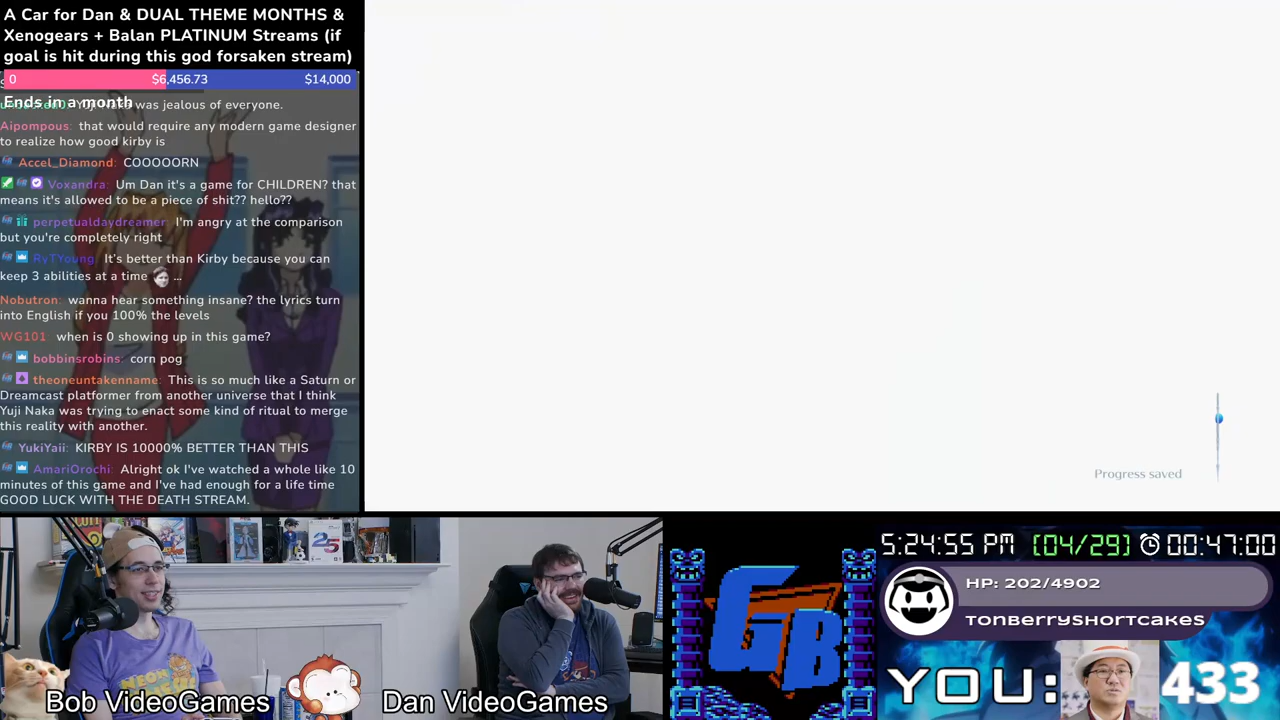 A Car for Dan & DUAL THEME MONTHS &
Xenogears + Balan PLATINUM Streams (if
goal is hit during this god forsaken stream)
0 $6,456.73 $14,000
Ends in a month
Yuji Naka was jealous of everyone.
Aipompous: that would require any modern game designer
to realize how good kirby is
Accel_Diamond: COOOOORN
Voxandra: Um Dan it's a game for CHILDREN? that
means it's allowed to be a piece of shit?? hello??
perpetualdaydreamer I'm angry at the comparison
but you're completely right
RyTYoung: It's better than Kirby because you can
keep 3 abilities at a time ...
Nobutron: wanna hear something insane? the lyrics turn
into English if you 100% the levels
WG101 when is 0 showing up in this game?
bobbinsrobins: corn pog
theoneuntakenname: This is so much like a Saturn or
Dreamcast platformer from another universe that I think
Yuji Naka was trying to enact some kind of ritual to merge
this reality with another.
YukiYaii: KIRBY IS 10000% BETTER THAN THIS
AmariOrochi: Alright ok I've watched a whole like 10
minutes of this game and I've had enough for a life time
GOOD LUCK WITH THE DEATH STREAM.
Progress saved
25
NEON
Bob VideoGames
Dan VideoGames
GB
5:24:55 PM [04/29] 00:47:00
HP: 202/4902
TonBerryShortcakes
YOU: 433